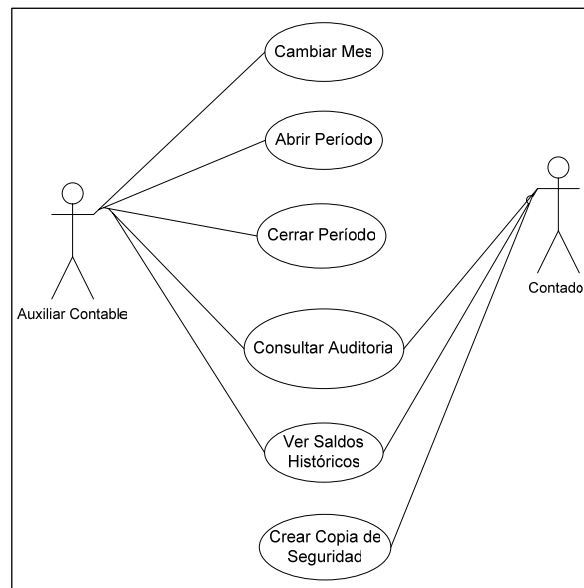 Cambiar Mes
Abrir Período
Cerrar Período
Auxiliar Contable
Contado
Consultar Auditoria
Ver Saldos
Históricos
Crear Copia de
Seguridad